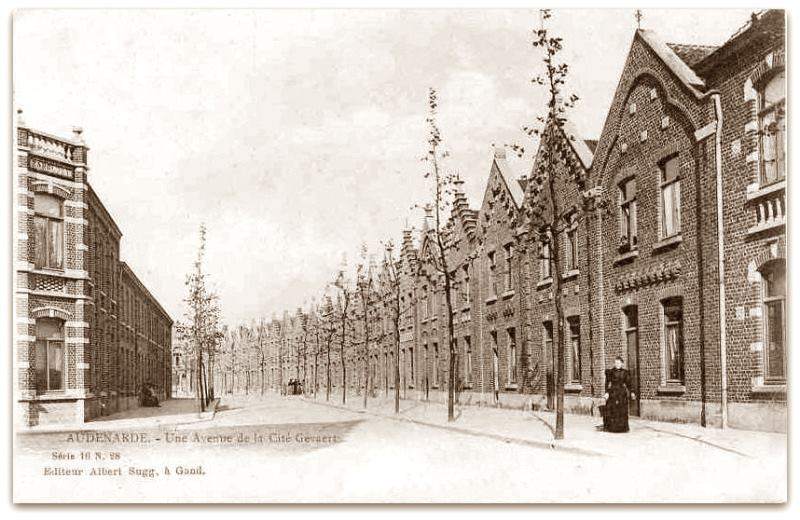 AUDENARDE. - Une Avenue de la Cité Gevaert
Série 16 N. 28
Editeur Albert Sugg, à Gand.